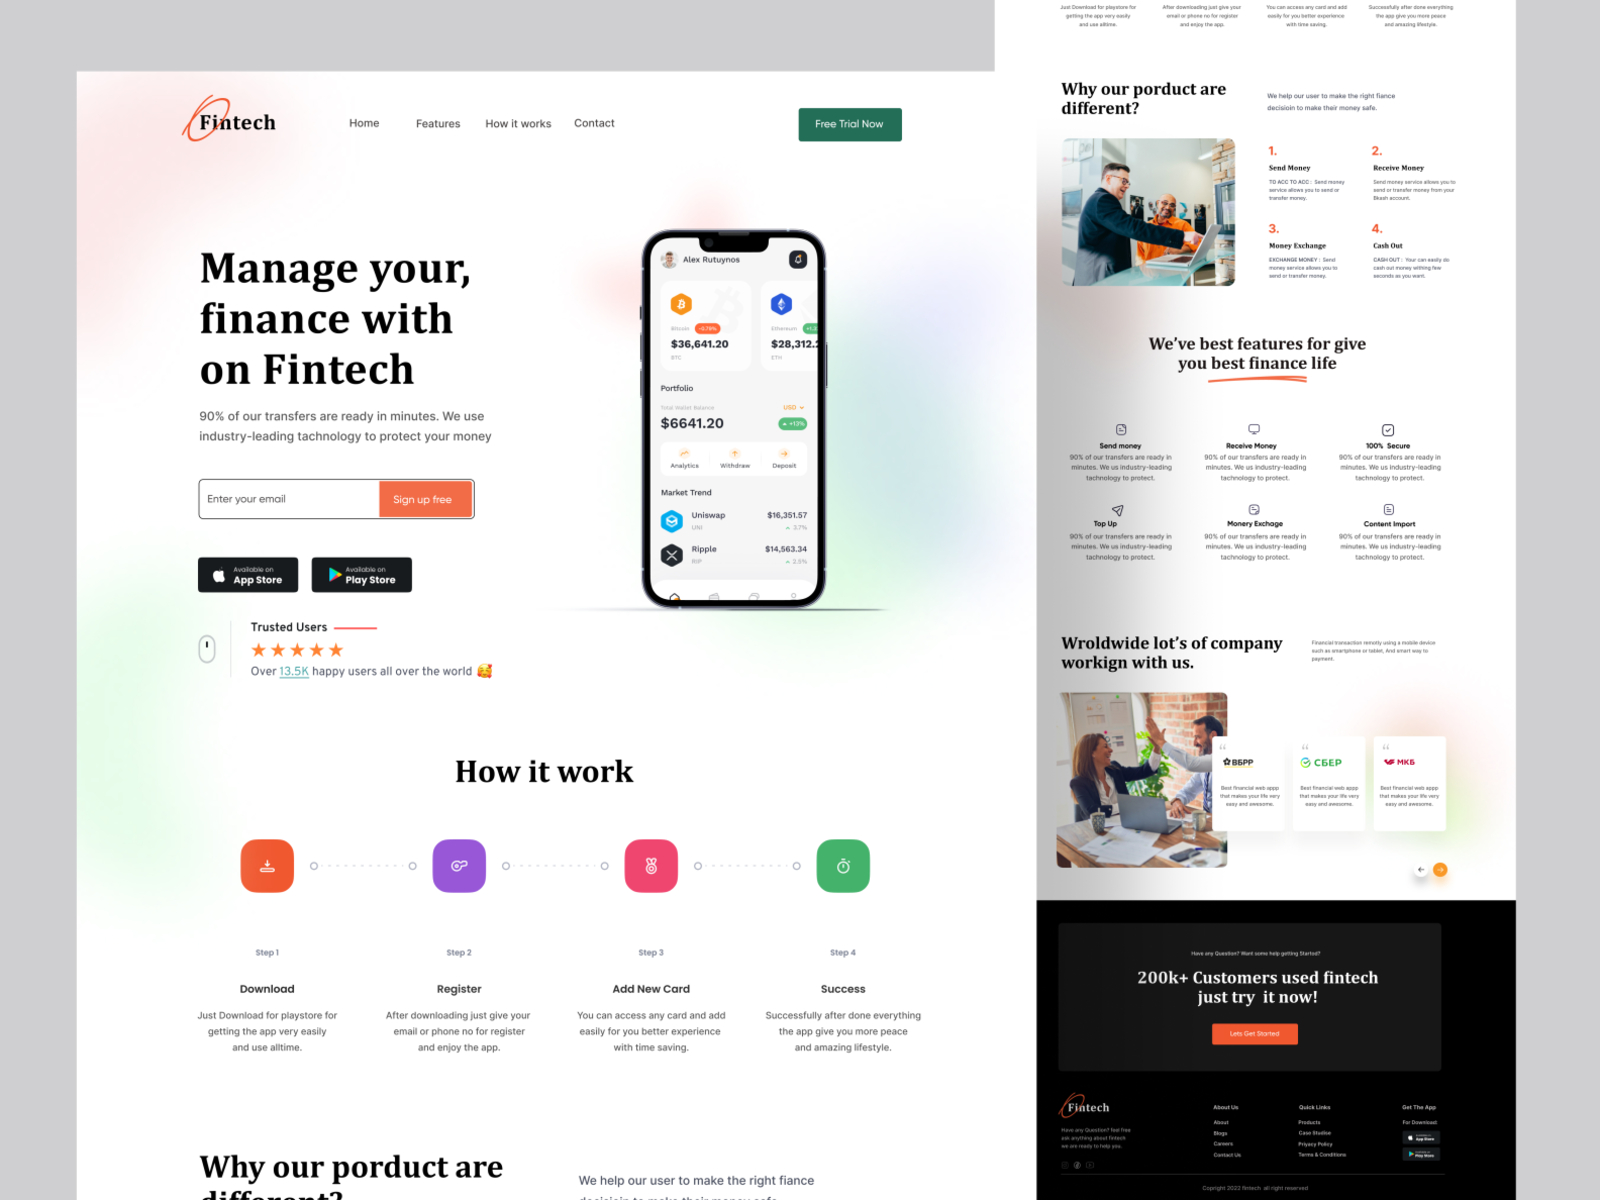 Fintech
Home
Features
How it works
Contact
Free Trial Now
Manage your,
finance with
on Fintech
90% of our transfers are ready in minutes. We use
industry-leading tachnology to protect your money
Enter your email
Sign up free
Available on
App Store
Available on
Play Store
Trusted Users
Over 13.5K happy users all over the world 🥰
Alex Rutuynos
Bitcoin
-0.79%
$36,641.20
BTC
Ethereum
$28,312.2
ETH
Portfolio
Total Wallet Balance
USD
$6641.20
+13%
Analytics
Withdraw
Deposit
Market Trend
Uniswap
$16,351.57
UNI
3.7%
Ripple
$14,563.34
RIP
2.5%
How it work
Step 1
Download
Just Download for playstore for
getting the app very easily
and use alltime.
Step 2
Register
After downloading just give your
email or phone no for register
and enjoy the app.
Step 3
Add New Card
You can access any card and add
easily for you better experience
with time saving.
Step 4
Success
Successfully after done everything
the app give you more peace
and amazing lifestyle.
Why our porduct are
different?
We help our user to make the right fiance
decisioin to make their money safe.
Just Download for playstore for
getting the app very easily
and use alltime.
After downloading just give your
email or phone no for register
and enjoy the app.
You can access any card and add
easily for you better experience
with time saving.
Successfully after done everything
the app give you more peace
and amazing lifestyle.
Why our porduct are
different?
We help our user to make the right fiance
decisioin to make their money safe.
1.
Send Money
TO ACC TO ACC : Send money
service allows you to send or
transfer money.
2.
Receive Money
Send money service allows you to
send or transfer money from your
Bkash account.
3.
Money Exchange
EXCHANGE MONEY : Send
money service allows you to
send or transfer money.
4.
Cash Out
CASH OUT : Your can easily do
cash out money withing few
seconds as you want.
We've best features for give
you best finance life
Send money
90% of our transfers are ready in
minutes. We us industry-leading
tachnology to protect.
Receive Money
90% of our transfers are ready in
minutes. We us industry-leading
tachnology to protect.
100% Secure
90% of our transfers are ready in
minutes. We us industry-leading
tachnology to protect.
Top Up
90% of our transfers are ready in
minutes. We us industry-leading
tachnology to protect.
Monery Exchage
90% of our transfers are ready in
minutes. We us industry-leading
tachnology to protect.
Content Import
90% of our transfers are ready in
minutes. We us industry-leading
tachnology to protect.
Wroldwide lot's of company
workign with us.
Financial transaction remotly using a mobile device
such as smartphone or tablet, And smart way to
payment.
“
ВБРР
Best financial web appp
that makes your life very
easy and awesome.
“
СБЕР
Best financial web appp
that makes your life very
easy and awesome.
“
МКБ
Best financial web appp
that makes your life very
easy and awesome.
Have any Question? Want some help getting Started?
200k+ Customers used fintech
just try it now!
Lets Get Started
Fintech
Have any Question? feel free
ask anything about fintech
we are ready to help you.
About Us
About
Blogs
Careers
Contact Us
Quick Links
Products
Case Studies
Privacy Policy
Terms & Conditions
Get The App
For Download
App Store
Play Store
Copright 2022 fintech all right reserved